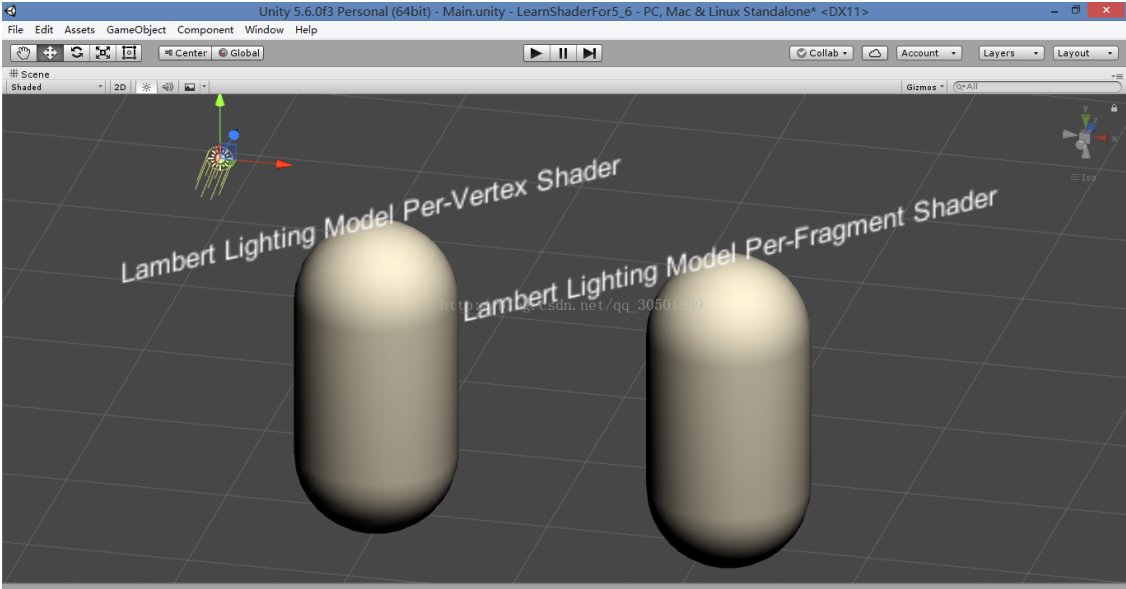 Unity 5.6.0f3 Personal (64bit) - Main.unity - LearnShaderFor5_6 - PC, Mac & Linux Standalone* <DX11>
File Edit Assets GameObject Component Window Help
Center Global Collab Account Layers Layout
Scene
Shaded 2D Gizmos All
y
z
x
Iso
Lambert Lighting Model Per-Vertex Shader
Lambert Lighting Model Per-Fragment Shader